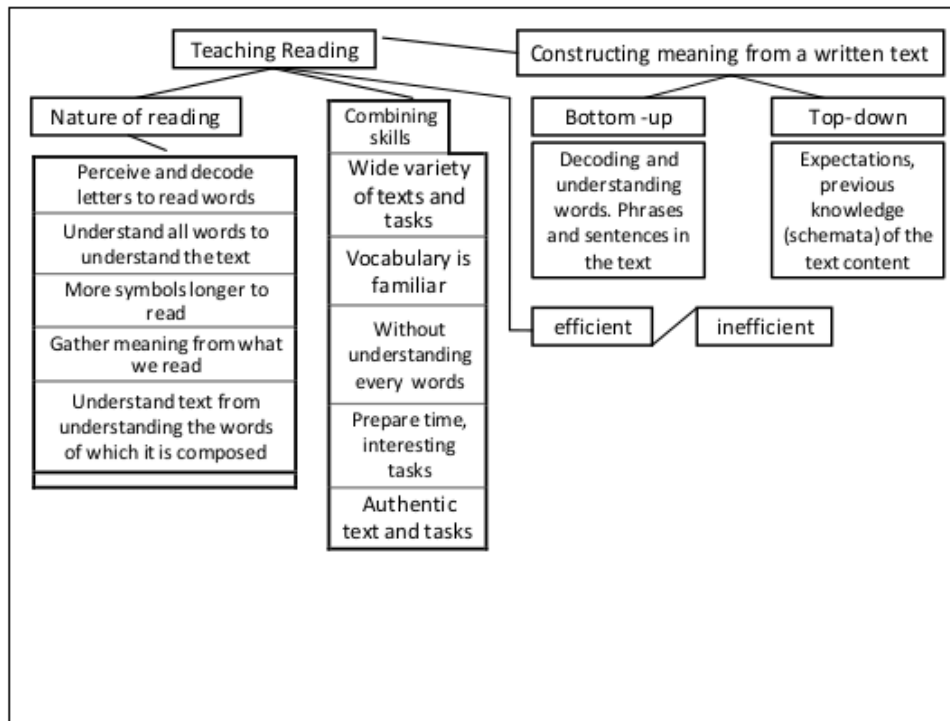 Teaching Reading
Constructing meaning from a written text
Nature of reading
Perceive and decode
letters to read words
Understand all words to
understand the text
More symbols longer to
read
Gather meaning from what
we read
Understand text from
understanding the words
of which it is composed
Combining
skills
Wide variety
of texts and
tasks
Vocabulary is
familiar
Without
understanding
every words
Prepare time,
interesting
tasks
Authentic
text and tasks
Bottom -up
Decoding and
understanding
words. Phrases
and sentences in
the text
Top-down
Expectations,
previous
knowledge
(schemata) of the
text content
efficient
inefficient